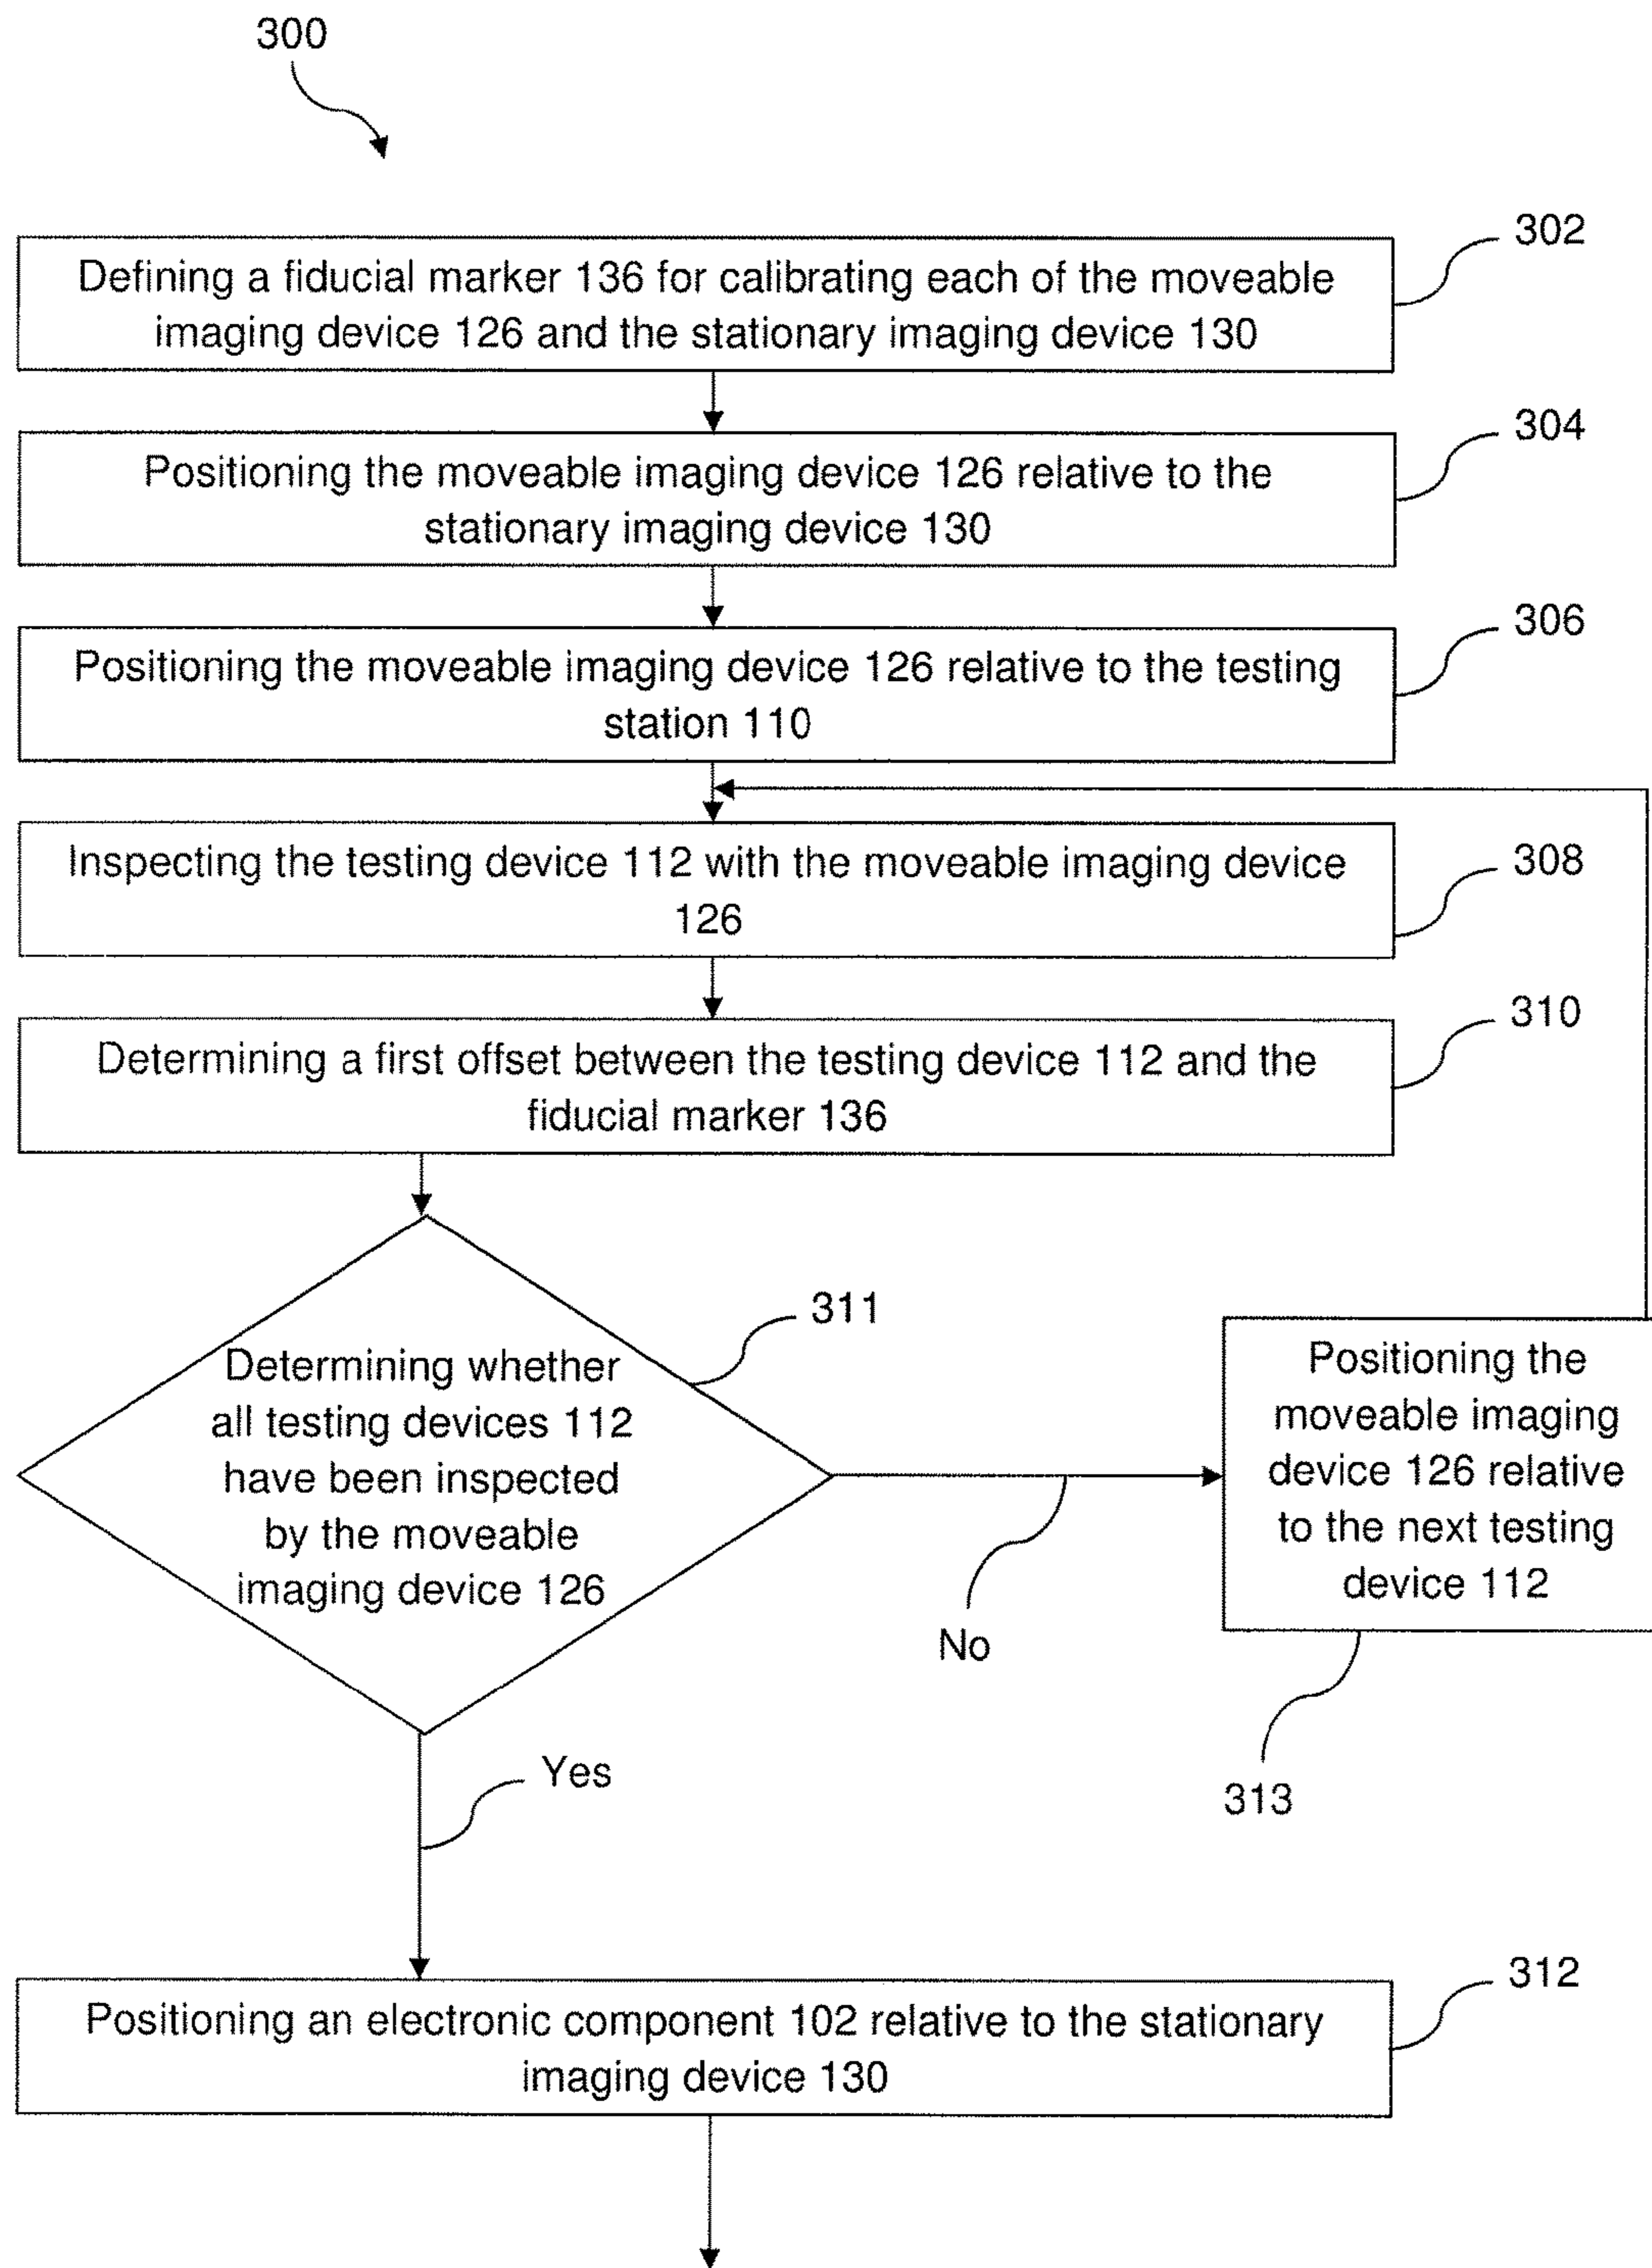 300
302
Defining a fiducial marker 136 for calibrating each of the moveable
imaging device 126 and the stationary imaging device 130
304
Positioning the moveable imaging device 126 relative to the
stationary imaging device 130
306
Positioning the moveable imaging device 126 relative to the testing
station 110
308
Inspecting the testing device 112 with the moveable imaging device
126
310
Determining a first offset between the testing device 112 and the
fiducial marker 136
311
Determining whether
all testing devices 112
have been inspected
by the moveable
imaging device 126
No
Positioning the
moveable imaging
device 126 relative
to the next testing
device 112
313
Yes
312
Positioning an electronic component 102 relative to the stationary
imaging device 130